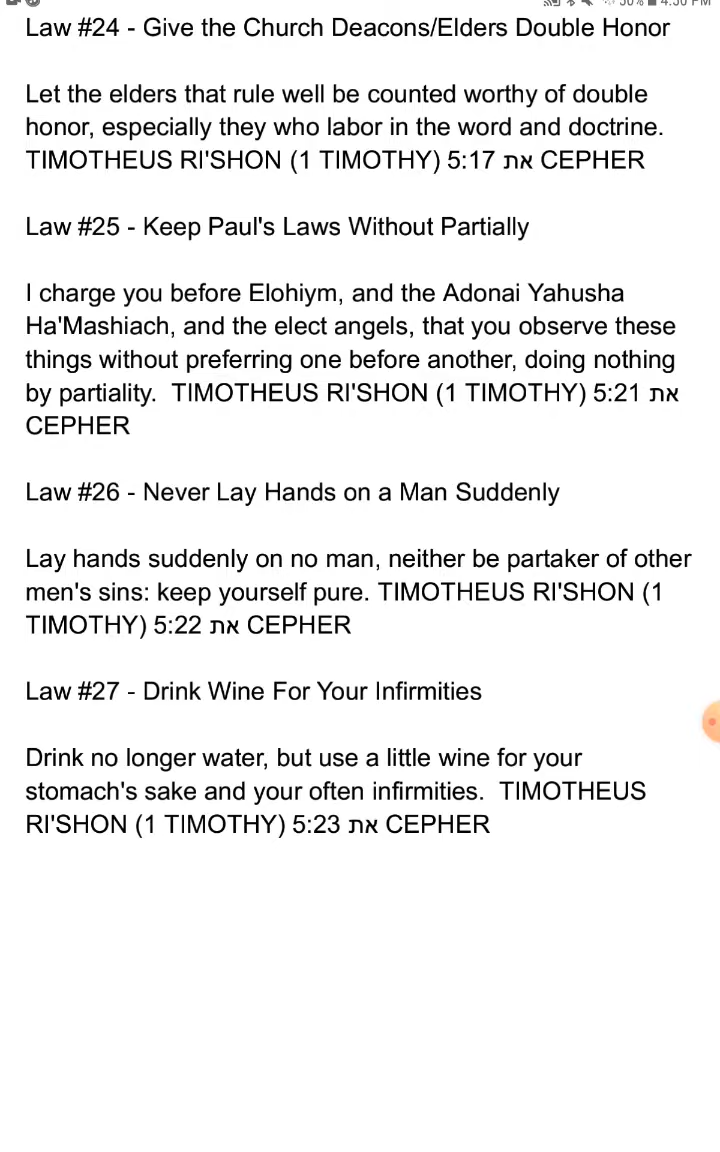 Law #24 - Give the Church Deacons/Elders Double Honor
Let the elders that rule well be counted worthy of double
honor, especially they who labor in the word and doctrine.
TIMOTHEUS RI'SHON (1 TIMOTHY) 5:17 את CEPHER
Law #25 - Keep Paul's Laws Without Partially
I charge you before Elohiym, and the Adonai Yahusha
Ha'Mashiach, and the elect angels, that you observe these
things without preferring one before another, doing nothing
by partiality.  TIMOTHEUS RI'SHON (1 TIMOTHY) 5:21 את
CEPHER
Law #26 - Never Lay Hands on a Man Suddenly
Lay hands suddenly on no man, neither be partaker of other
men's sins: keep yourself pure. TIMOTHEUS RI'SHON (1
TIMOTHY) 5:22 את CEPHER
Law #27 - Drink Wine For Your Infirmities
Drink no longer water, but use a little wine for your
stomach's sake and your often infirmities.  TIMOTHEUS
RI'SHON (1 TIMOTHY) 5:23 את CEPHER